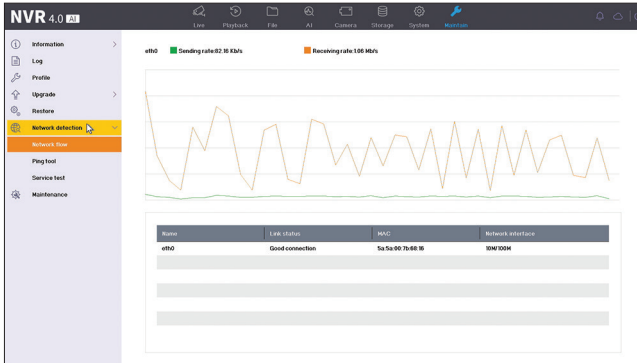 NVR 4.0 AI
Live Playback File AI Camera Storage System Maintain
Information
Log
Profile
Upgrade
Restore
Network detection
Network flow
Ping tool
Service test
Maintenance
eth0 Sending rate:82.16 Kb/s Receiving rate:1.06 Mb/s
Name Link status MAC Network interface
eth0 Good connection 5a:5a:00:7b:68:16 10M/100M